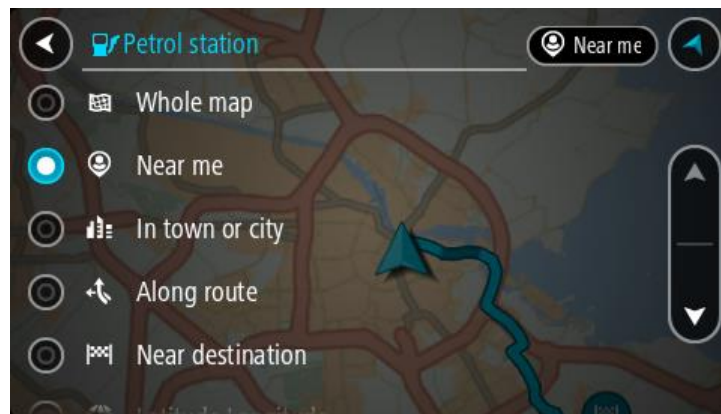 Petrol station
Near me
Whole map
Near me
In town or city
Along route
Near destination